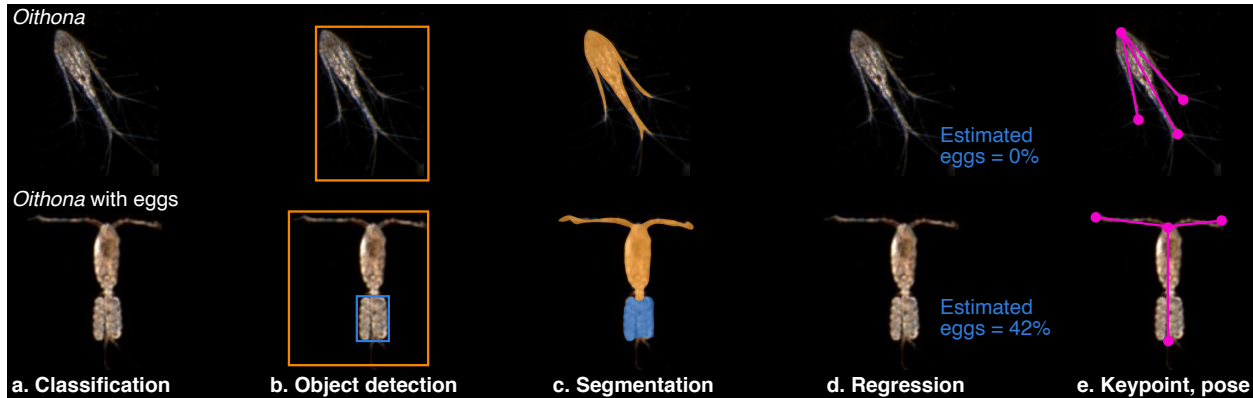 Oithona
Estimated
eggs = 0%
Oithona with eggs
Estimated
eggs = 42%
a. Classification
b. Object detection
c. Segmentation
d. Regression
e. Keypoint, pose